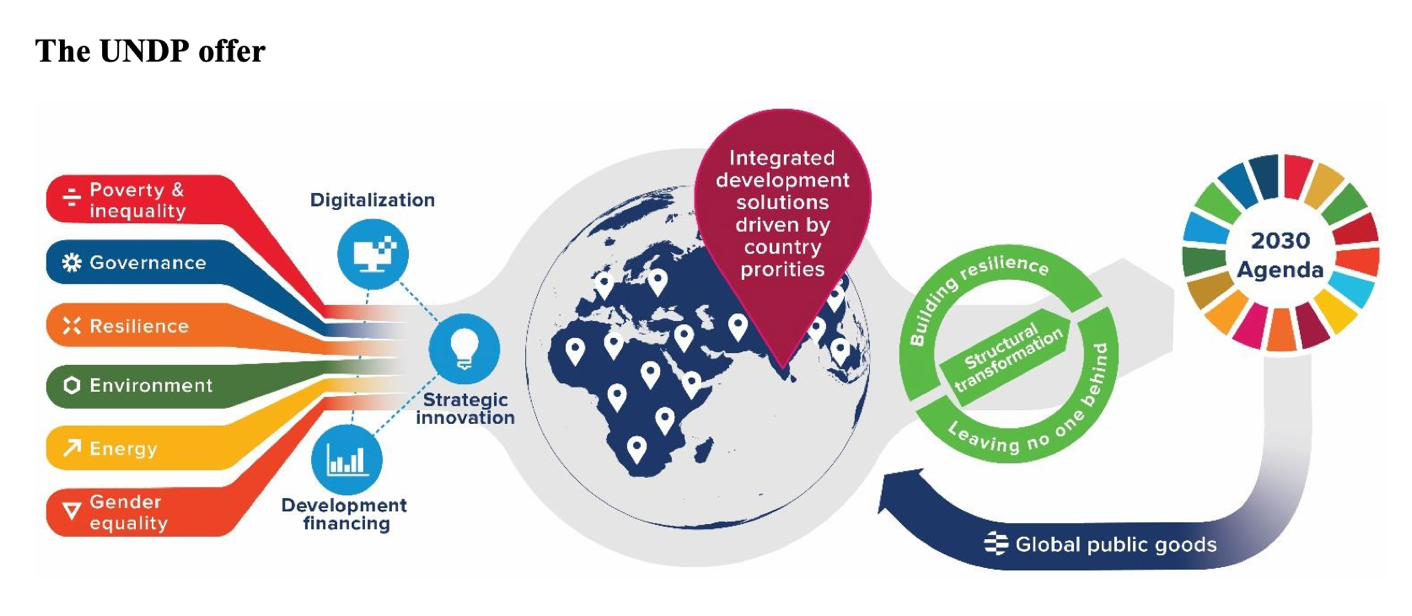 The UNDP offer
Poverty &
inequality
Governance
Resilience
Environment
Energy
Gender
equality
Digitalization
Strategic
innovation
Development
financing
Integrated
development
solutions
driven by
country
prorities
Building resilience
Structural
transformation
Leaving no one behind
2030
Agenda
Global public goods